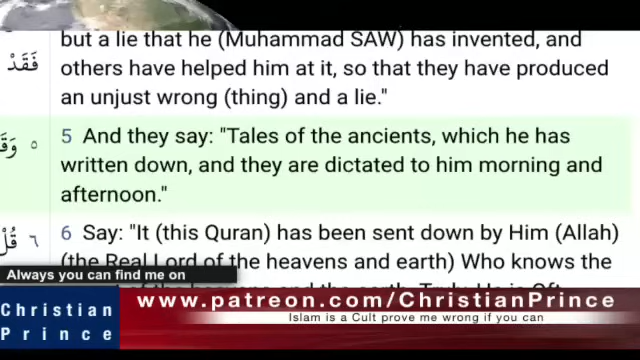 but a lie that he (Muhammad SAW) has invented, and
فَقَدْ
others have helped him at it, so that they have produced
an unjust wrong (thing) and a lie."
5 And they say: "Tales of the ancients, which he has
٥
written down, and they are dictated to him morning and
afternoon."
6 Say: "It (this Quran) has been sent down by Him (Allah)
٦ قُلْ
(the Real Lord of the heavens and earth) Who knows the
Always you can find me on
Christian
Prince
www.patreon.com/ChristianPrince
Islam is a Cult prove me wrong if you can